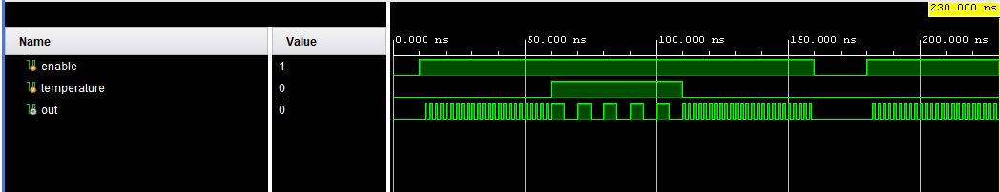 230.000 ns
Name Value
0.000 ns 50.000 ns 100.000 ns 150.000 ns 200.000 ns
enable 1
temperature 0
out 0